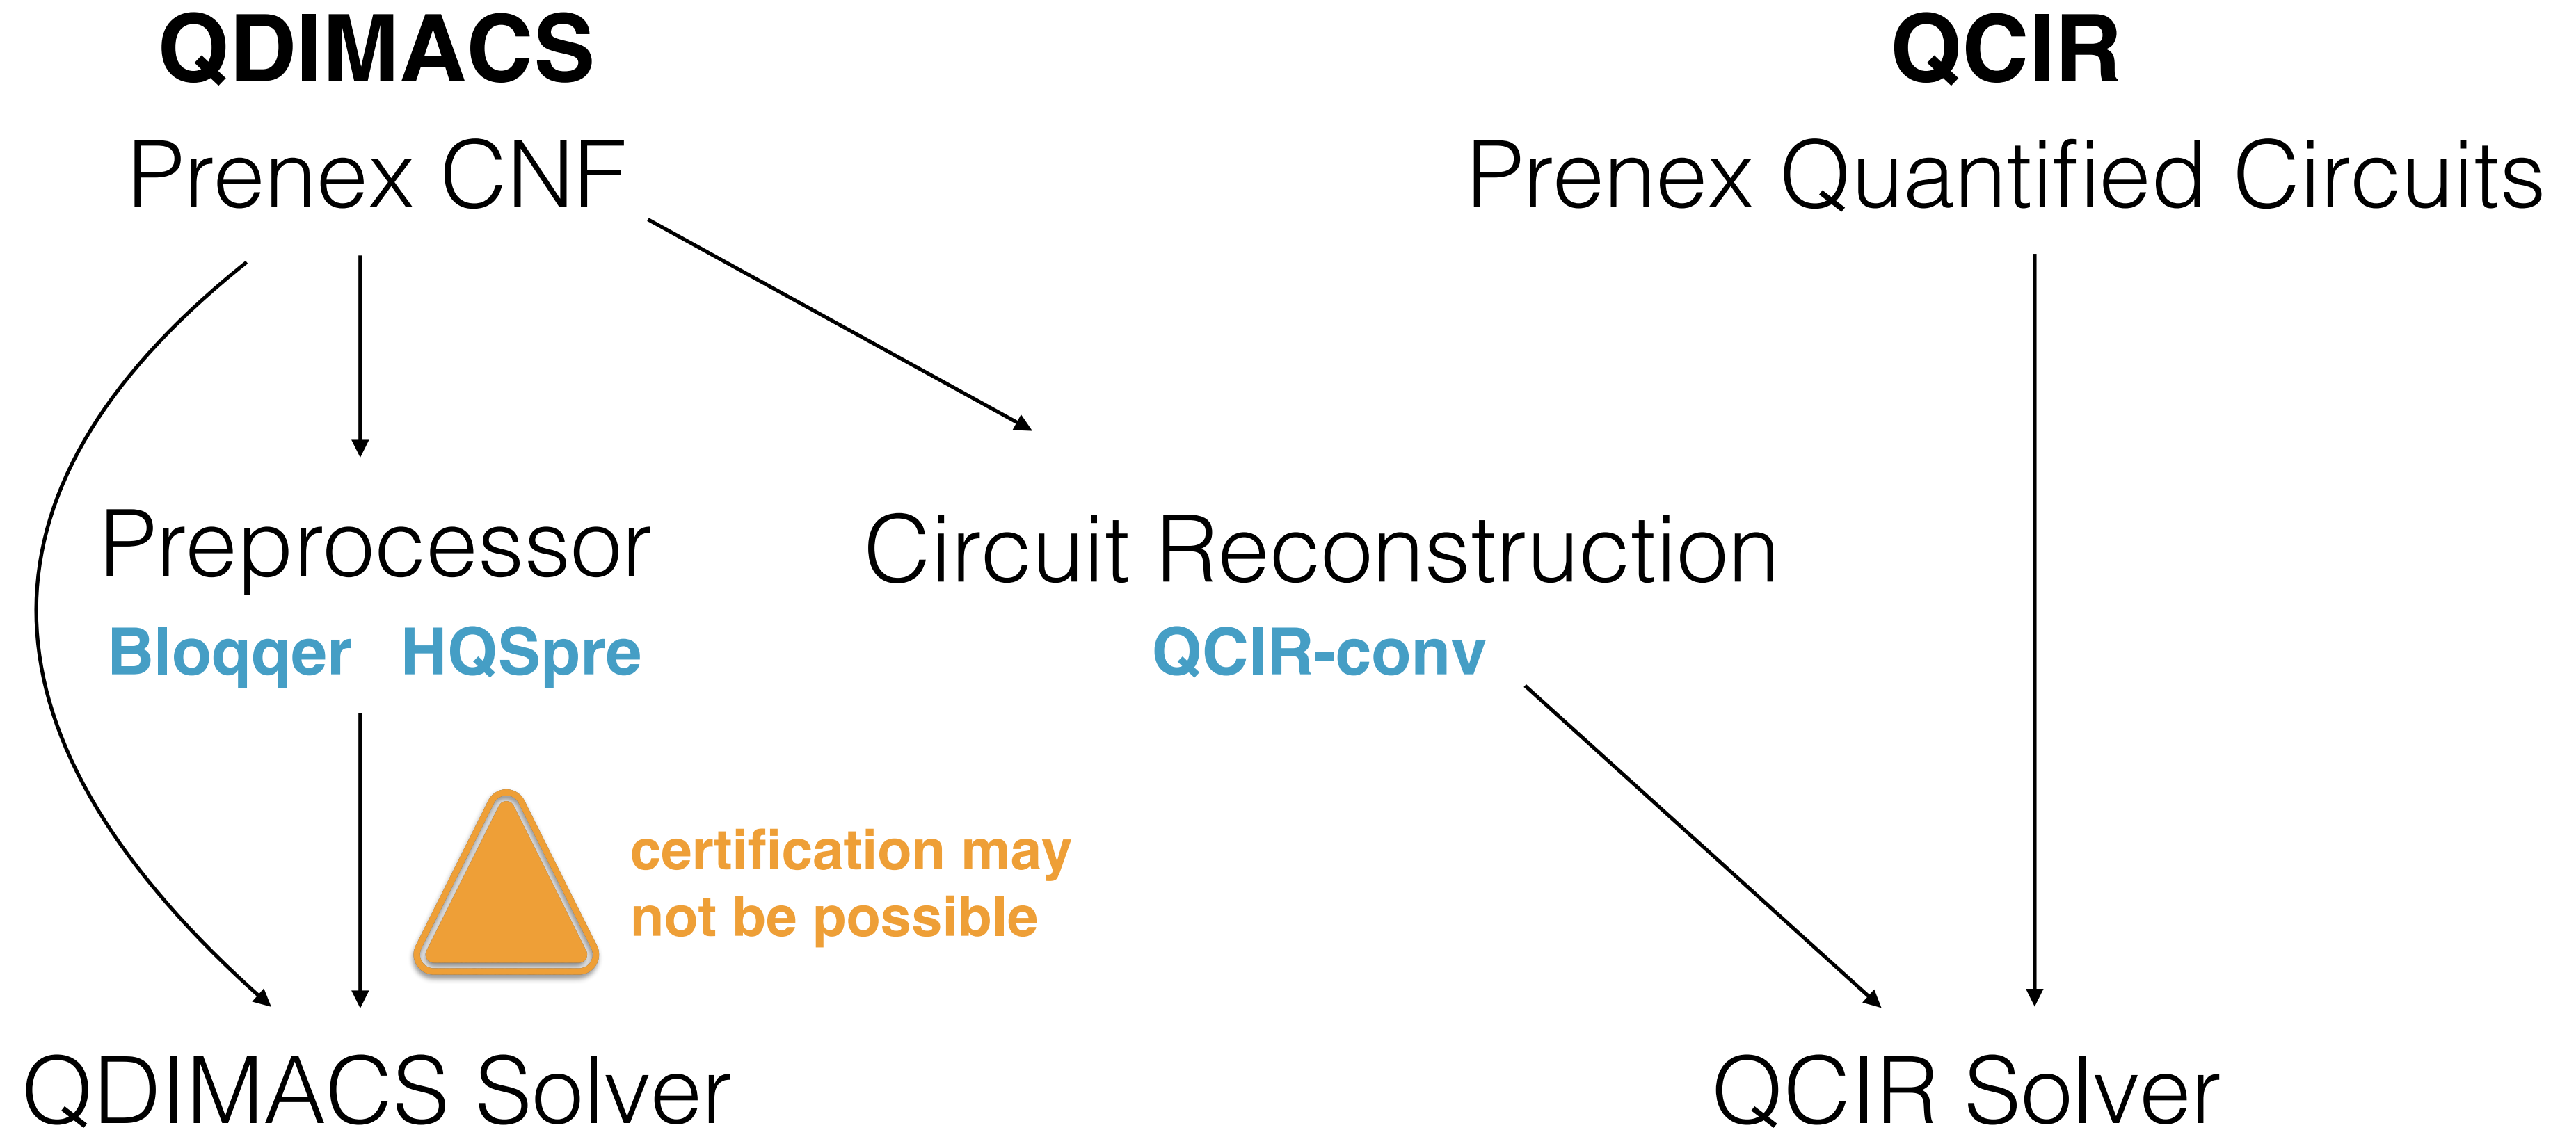 QDIMACS
Prenex CNF
QCIR
Prenex Quantified Circuits
Preprocessor
Bloqqer HQSpre
Circuit Reconstruction
QCIR-conv
certification may
not be possible
QDIMACS Solver
QCIR Solver